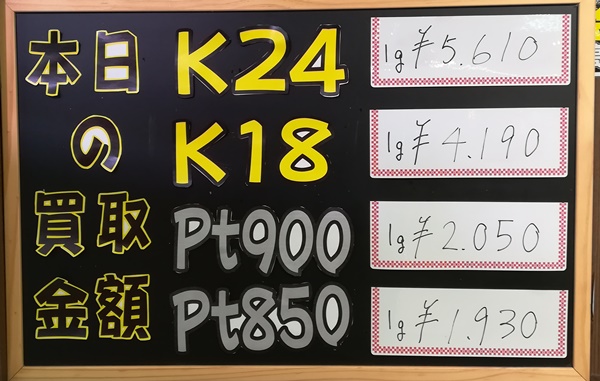 本日 K24 1g ¥5.610
の K18 1g ¥4.190
買取 Pt900 1g ¥2.050
金額 Pt850 1g ¥1.930